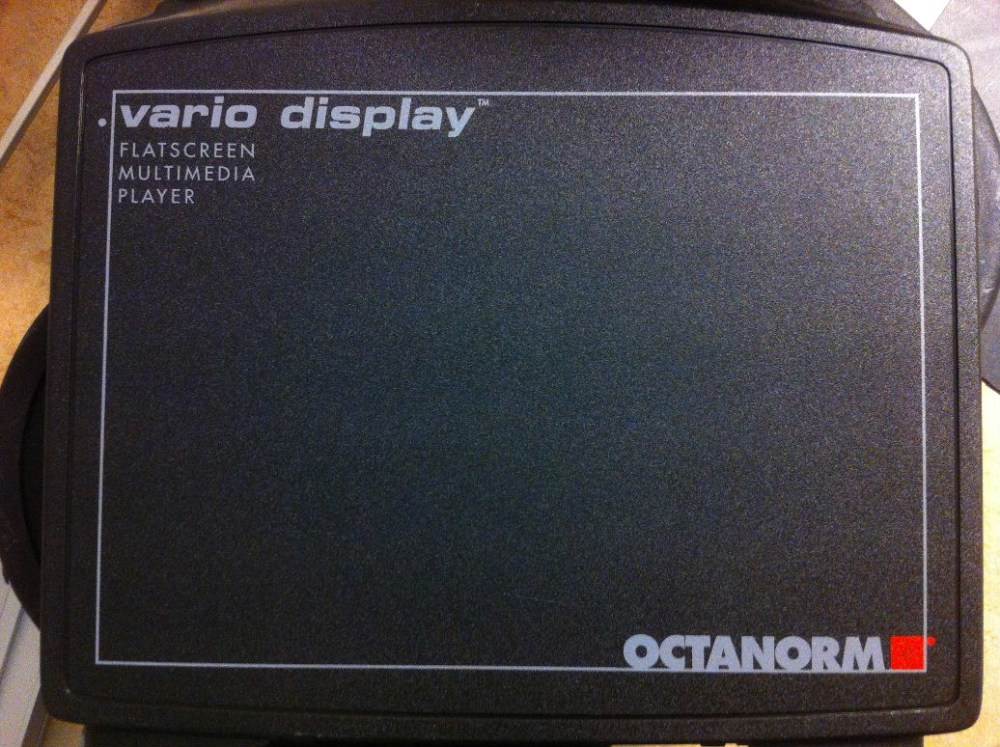 vario display™
FLATSCREEN
MULTIMEDIA
PLAYER
OCTANORM